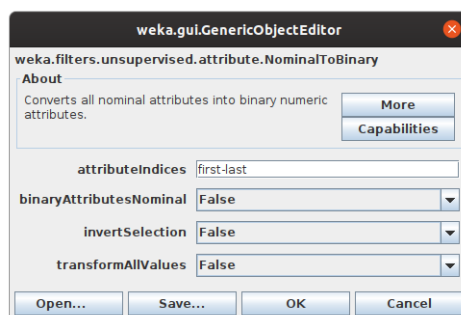 weka.gui.GenericObjectEditor
weka.filters.unsupervised.attribute.NominalToBinary
About
Converts all nominal attributes into binary numeric
attributes.
More
Capabilities
attributeIndices first-last
binaryAttributesNominal False
invertSelection False
transformAllValues False
Open... Save... OK Cancel